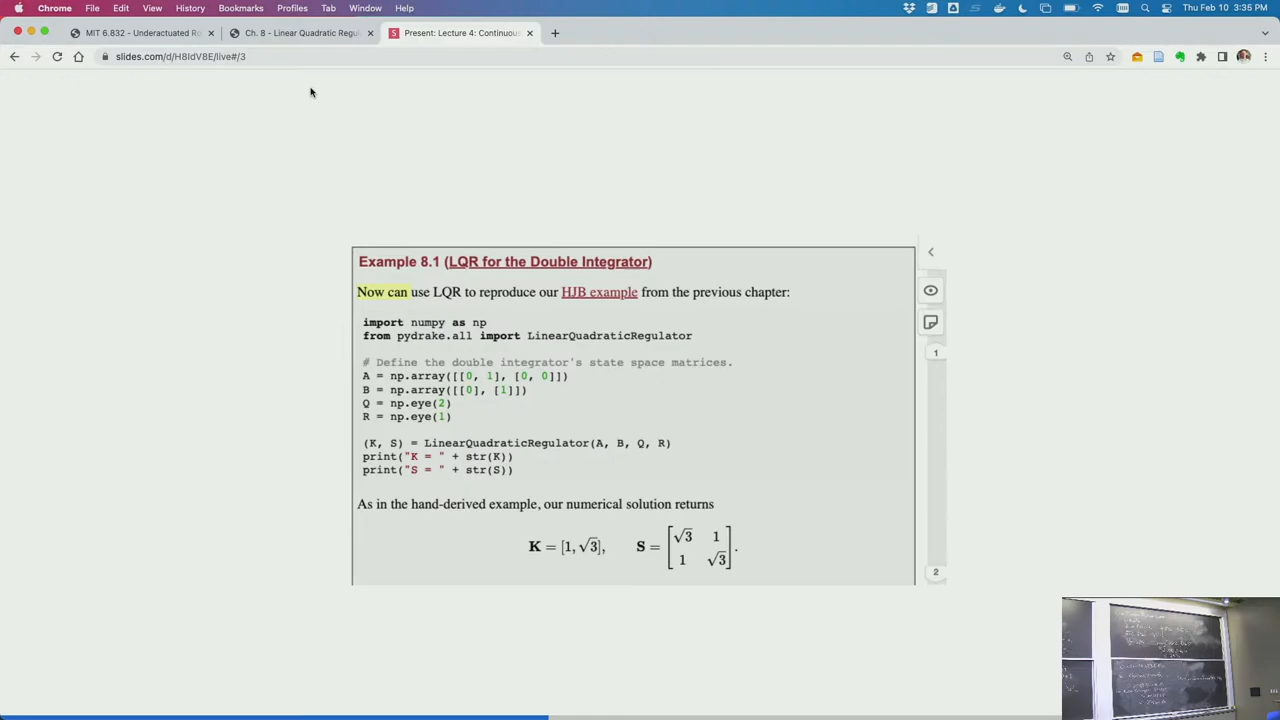 Chrome File Edit View History Bookmarks Profiles Tab Window Help Thu Feb 10 3:35 PM
MIT 6.832 - Underactuated Ro Ch. 8 - Linear Quadratic Regul Present: Lecture 4: Continuous
slides.com/d/H8IdV8E/live#/3
Example 8.1 (LQR for the Double Integrator)
Now can use LQR to reproduce our HJB example from the previous chapter:
import numpy as np
from pydrake.all import LinearQuadraticRegulator
# Define the double integrator's state space matrices.
A = np.array([[0, 1], [0, 0]])
B = np.array([[0], [1]])
Q = np.eye(2)
R = np.eye(1)
(K, S) = LinearQuadraticRegulator(A, B, Q, R)
print("K = " + str(K))
print("S = " + str(S))
As in the hand-derived example, our numerical solution returns
K = [1, √3], S = [√3 1
1 √3].
1
2